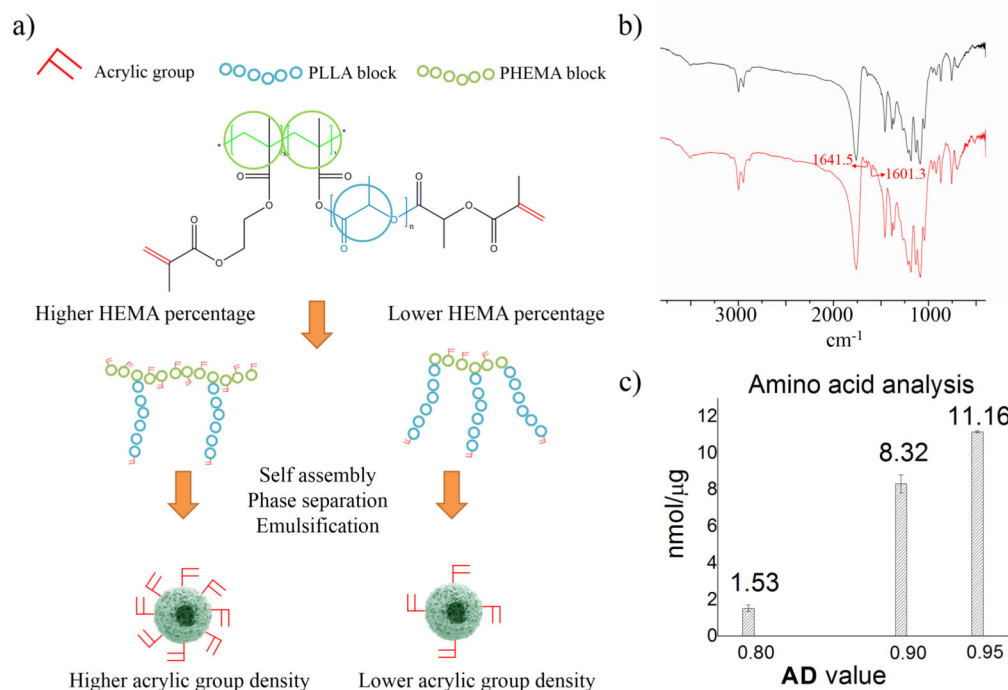 a)
Acrylic group
PLLA block
PHEMA block
* [ ]x [ ]y *
O O O O
O O [ O ]n O
O O O O
Higher HEMA percentage
Lower HEMA percentage
Self assembly
Phase separation
Emulsification
Higher acrylic group density
Lower acrylic group density
b)
1641.5
1601.3
3000 2000 1000
cm-1
c)
Amino acid analysis
nmol/μg
12
10
8
6
4
2
0
1.53
8.32
11.16
0.80 0.90 0.95
AD value